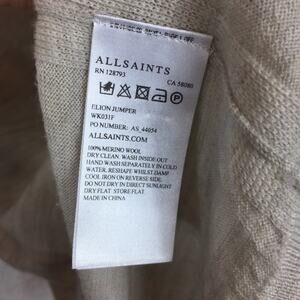 ALLSAINTS
RN 128793 CA 58080
ELION JUMPER
WK031F
PO NUMBER: AS_44054
ALLSAINTS.COM
100% MERINO WOOL
DRY CLEAN. WASH INSIDE OUT
HAND WASH SEPARATELY IN COLD
WATER. RESHAPE WHILST DAMP
COOL IRON ON REVERSE SIDE.
DO NOT DRY IN DIRECT SUNLIGHT
DRY FLAT STORE FLAT
MADE IN CHINA